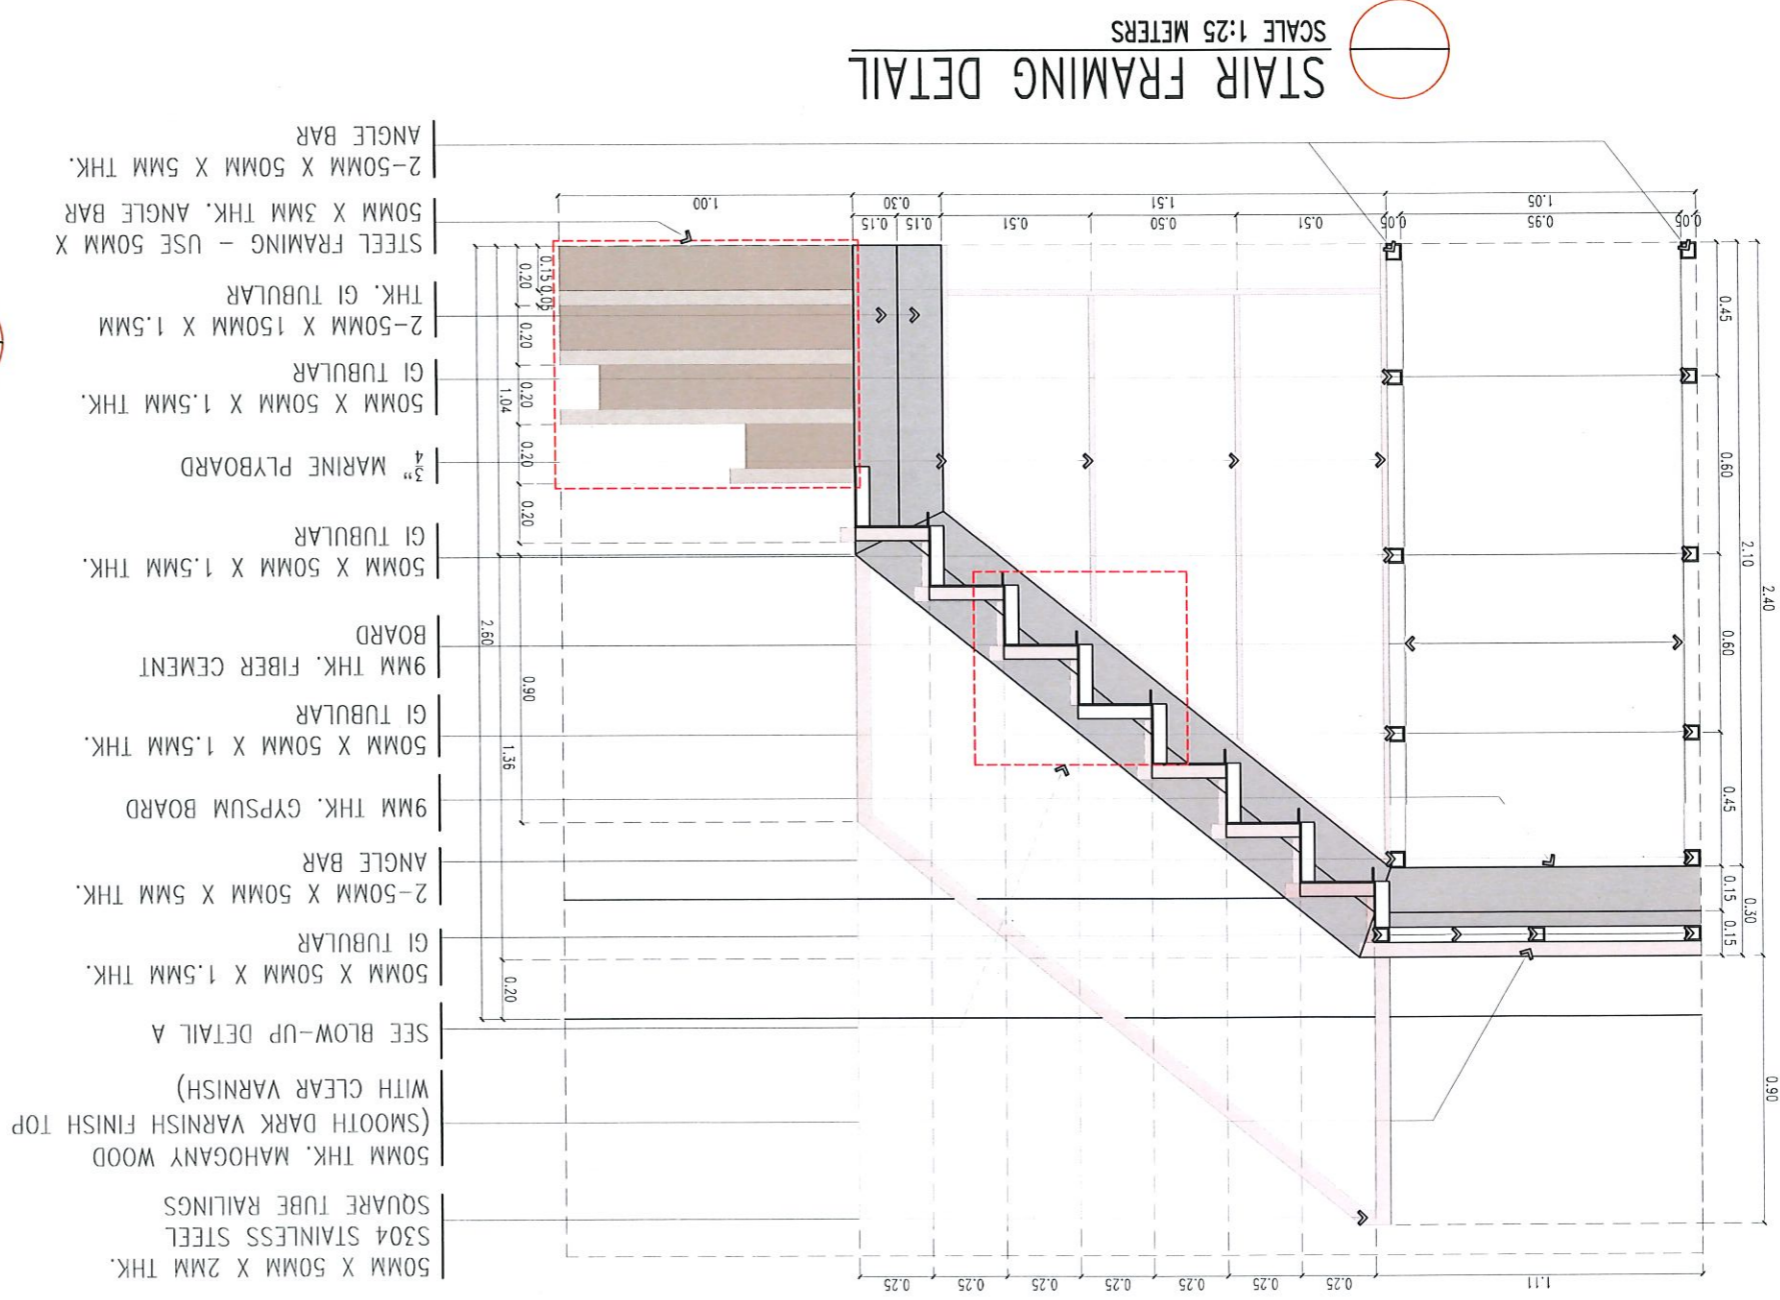 1.11 0.25 0.25 0.25 0.25 0.25 0.25 0.25
50MM X 50MM X 2MM THK.
S304 STAINLESS STEEL
SQUARE TUBE RAILINGS
50MM THK. MAHOGANY WOOD
(SMOOTH DARK VARNISH FINISH TOP
WITH CLEAR VARNISH)
SEE BLOW-UP DETAIL A
50MM X 50MM X 1.5MM THK.
GI TUBULAR
2-50MM X 50MM X 5MM THK.
ANGLE BAR
9MM THK. GYPSUM BOARD
50MM X 50MM X 1.5MM THK.
GI TUBULAR
9MM THK. FIBER CEMENT
BOARD
50MM X 50MM X 1.5MM THK.
GI TUBULAR
3/4" MARINE PLYBOARD
50MM X 50MM X 1.5MM THK.
GI TUBULAR
2-50MM X 150MM X 1.5MM
THK. GI TUBULAR
STEEL FRAMING - USE 50MM X
50MM X 3MM THK. ANGLE BAR
2-50MM X 50MM X 5MM THK.
ANGLE BAR
0.90
2.40
0.30
2.10
0.15
0.15
0.45
0.60
0.60
0.45
0.20
1.36
1.04
2.60
0.90
0.20
0.20
0.20
0.20
0.20
0.05
0.15
0.05 0.95 0.05 0.51 0.50 0.51 0.15 0.15
1.05 1.51 0.30 1.00
STAIR FRAMING DETAIL
SCALE 1:25 METERS